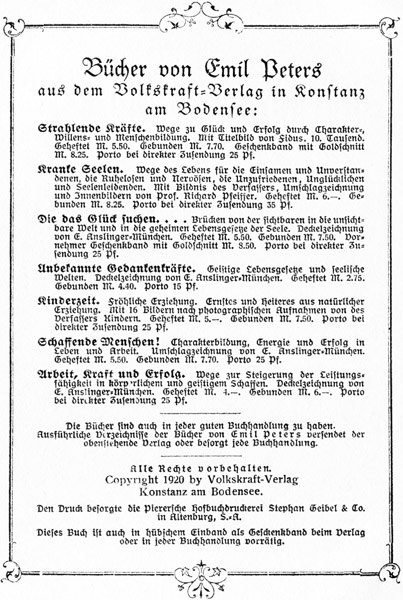 Bücher von Emil Peters
aus dem Volkskraft-Verlag in Konstanz
am Bodensee:
Strahlende Kräfte. Wege zu Glück und Erfolg durch Charakter-,
Willens- und Menschenbildung. Mit Titelbild von Fidus. 10. Tausend.
Geheftet M. 5.50. Gebunden M. 7.70. Geschenkband mit Goldschnitt
M. 8.25. Porto bei direkter Zusendung 25 Pf.
Kranke Seelen. Wege des Lebens für die Einsamen und Unverstan-
denen, die Ruhelosen und Nervösen, die Unzufriedenen, Unglücklichen
und Seelenleidenden. Mit Bildnis des Verfassers, Umschlagzeichnung
und Innenbildern von Prof. Richard Pfeiffer. Geheftet M. 6.—. Ge-
bunden M. 8.25. Porto bei direkter Zusendung 35 Pf.
Die das Glück suchen. . . . Brücken von der sichtbaren in die unsicht-
bare Welt und in die geheimen Lebensgesetze der Seele. Deckelzeichnung
von E. Anslinger-München. Geheftet M. 5.50. Gebunden M. 7.50. Vor-
nehmer Geschenkband mit Goldschnitt M. 8.50. Porto bei direkter Zu-
sendung 25 Pf.
Unbekannte Gedankenkräfte. Geistige Lebensgesetze und seelische
Welten. Deckelzeichnung von E. Anslinger-München. Geheftet M. 2.75.
Gebunden M. 4.40. Porto 15 Pf.
Kinderzeit. Fröhliche Erziehung. Ernstes und Heiteres aus natürlicher
Erziehung. Mit 16 Bildern nach photographischen Aufnahmen von des
Verfassers Kindern. Geheftet M. 5.—. Gebunden M. 7.50. Porto bei
direkter Zusendung 25 Pf.
Schaffende Menschen! Charakterbildung, Energie und Erfolg in
Leben und Arbeit. Umschlagzeichnung von E. Anslinger-München.
Geheftet M. 5.50. Gebunden M. 7.70. Porto 25 Pf.
Arbeit, Kraft und Erfolg. Wege zur Steigerung der Leistungs-
fähigkeit in körperlichem und geistigem Schaffen. Deckelzeichnung von
E. Anslinger-München. Geheftet M. 4.—. Gebunden M. 6.—. Porto
bei direkter Zusendung 25 Pf.
Die Bücher sind auch in jeder guten Buchhandlung zu haben.
Ausführliche Verzeichnisse der Bücher von Emil Peters versendet der
obenstehende Verlag oder besorgt jede Buchhandlung.
Alle Rechte vorbehalten.
Copyright 1920 by Volkskraft-Verlag
Konstanz am Bodensee.
Den Druck besorgte die Piererfche Hofbuchdruckerei Stephan Geibel & Co.
in Altenburg, S.-A.
Dieses Buch ist auch in hübschem Einband als Geschenkband beim Verlag
oder in jeder Buchhandlung vorrätig.